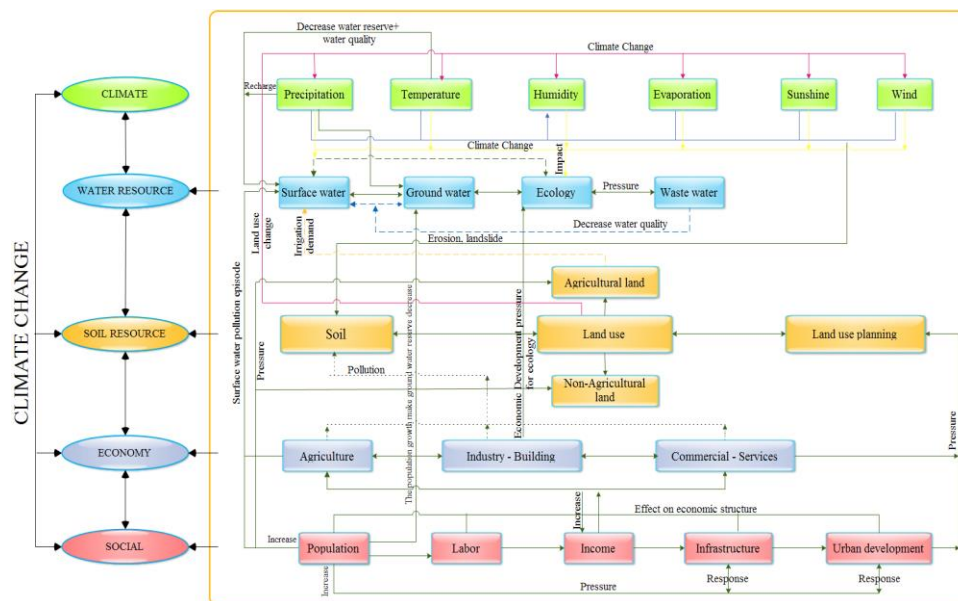 Decrease water reserve+
water quality
Climate Change
CLIMATE
Recharge
Precipitation
Temperature
Humidity
Evaporation
Sunshine
Wind
Climate Change
Impact
WATER RESOURCE
Surface water
Ground water
Ecology
Pressure
Waste water
Land use
change
Irrigation
demand
Decrease water quality
Erosion, landslide
CLIMATE CHANGE
Surface water pollution episode
Pressure
Agricultural land
SOIL RESOURCE
Soil
Land use
Land use planning
Thu population growth make ground water reserve decrease
Economic Development pressure
for ecology
Pollution
Non-Agricultural
land
ECONOMY
Agriculture
Industry - Building
Commercial - Services
Pressure
Increase
Effect on economic structure
SOCIAL
Increase
Population
Labor
Income
Infrastructure
Urban development
Increase
Pressure
Response
Response